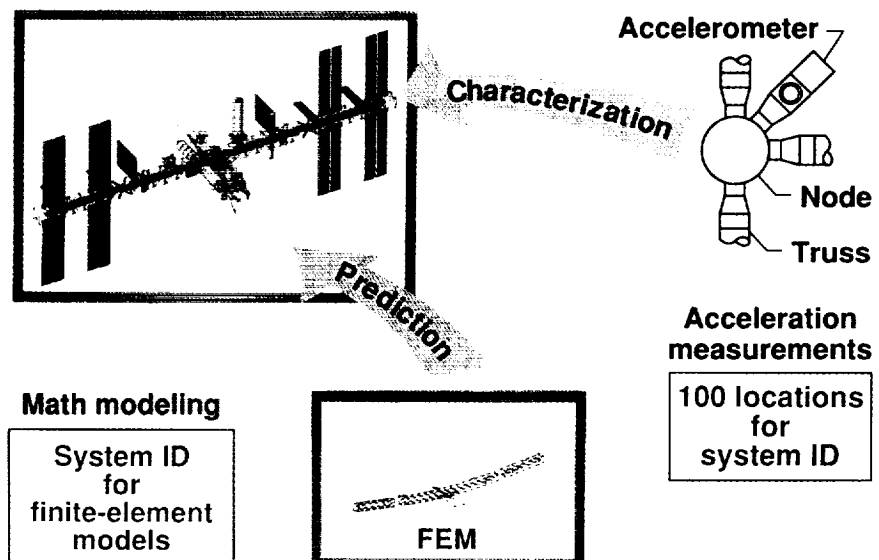 Accelerometer
Characterization
Node
Truss
Prediction
Acceleration
measurements
100 locations
for
system ID
Math modeling
System ID
for
finite-element
models
FEM